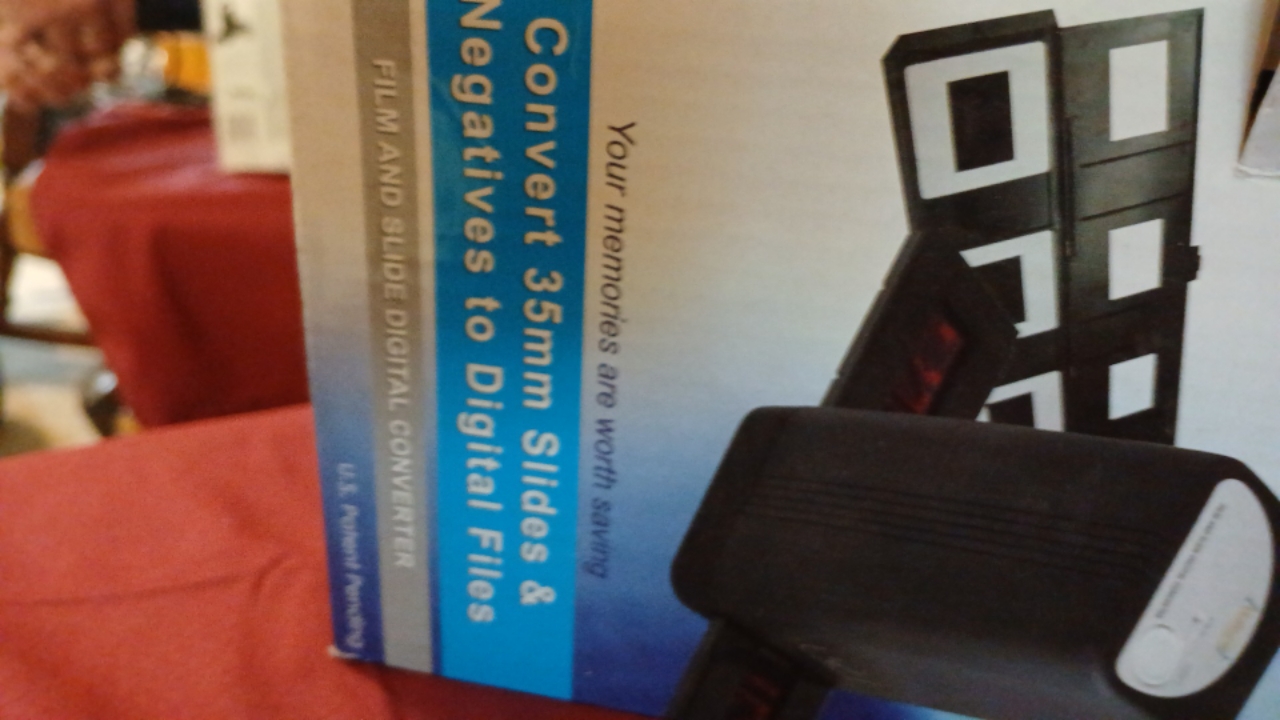 Your memories are worth saving
Convert 35mm Slides &
Negatives to Digital Files
FILM AND SLIDE DIGITAL CONVERTER
U.S. Patent Pending